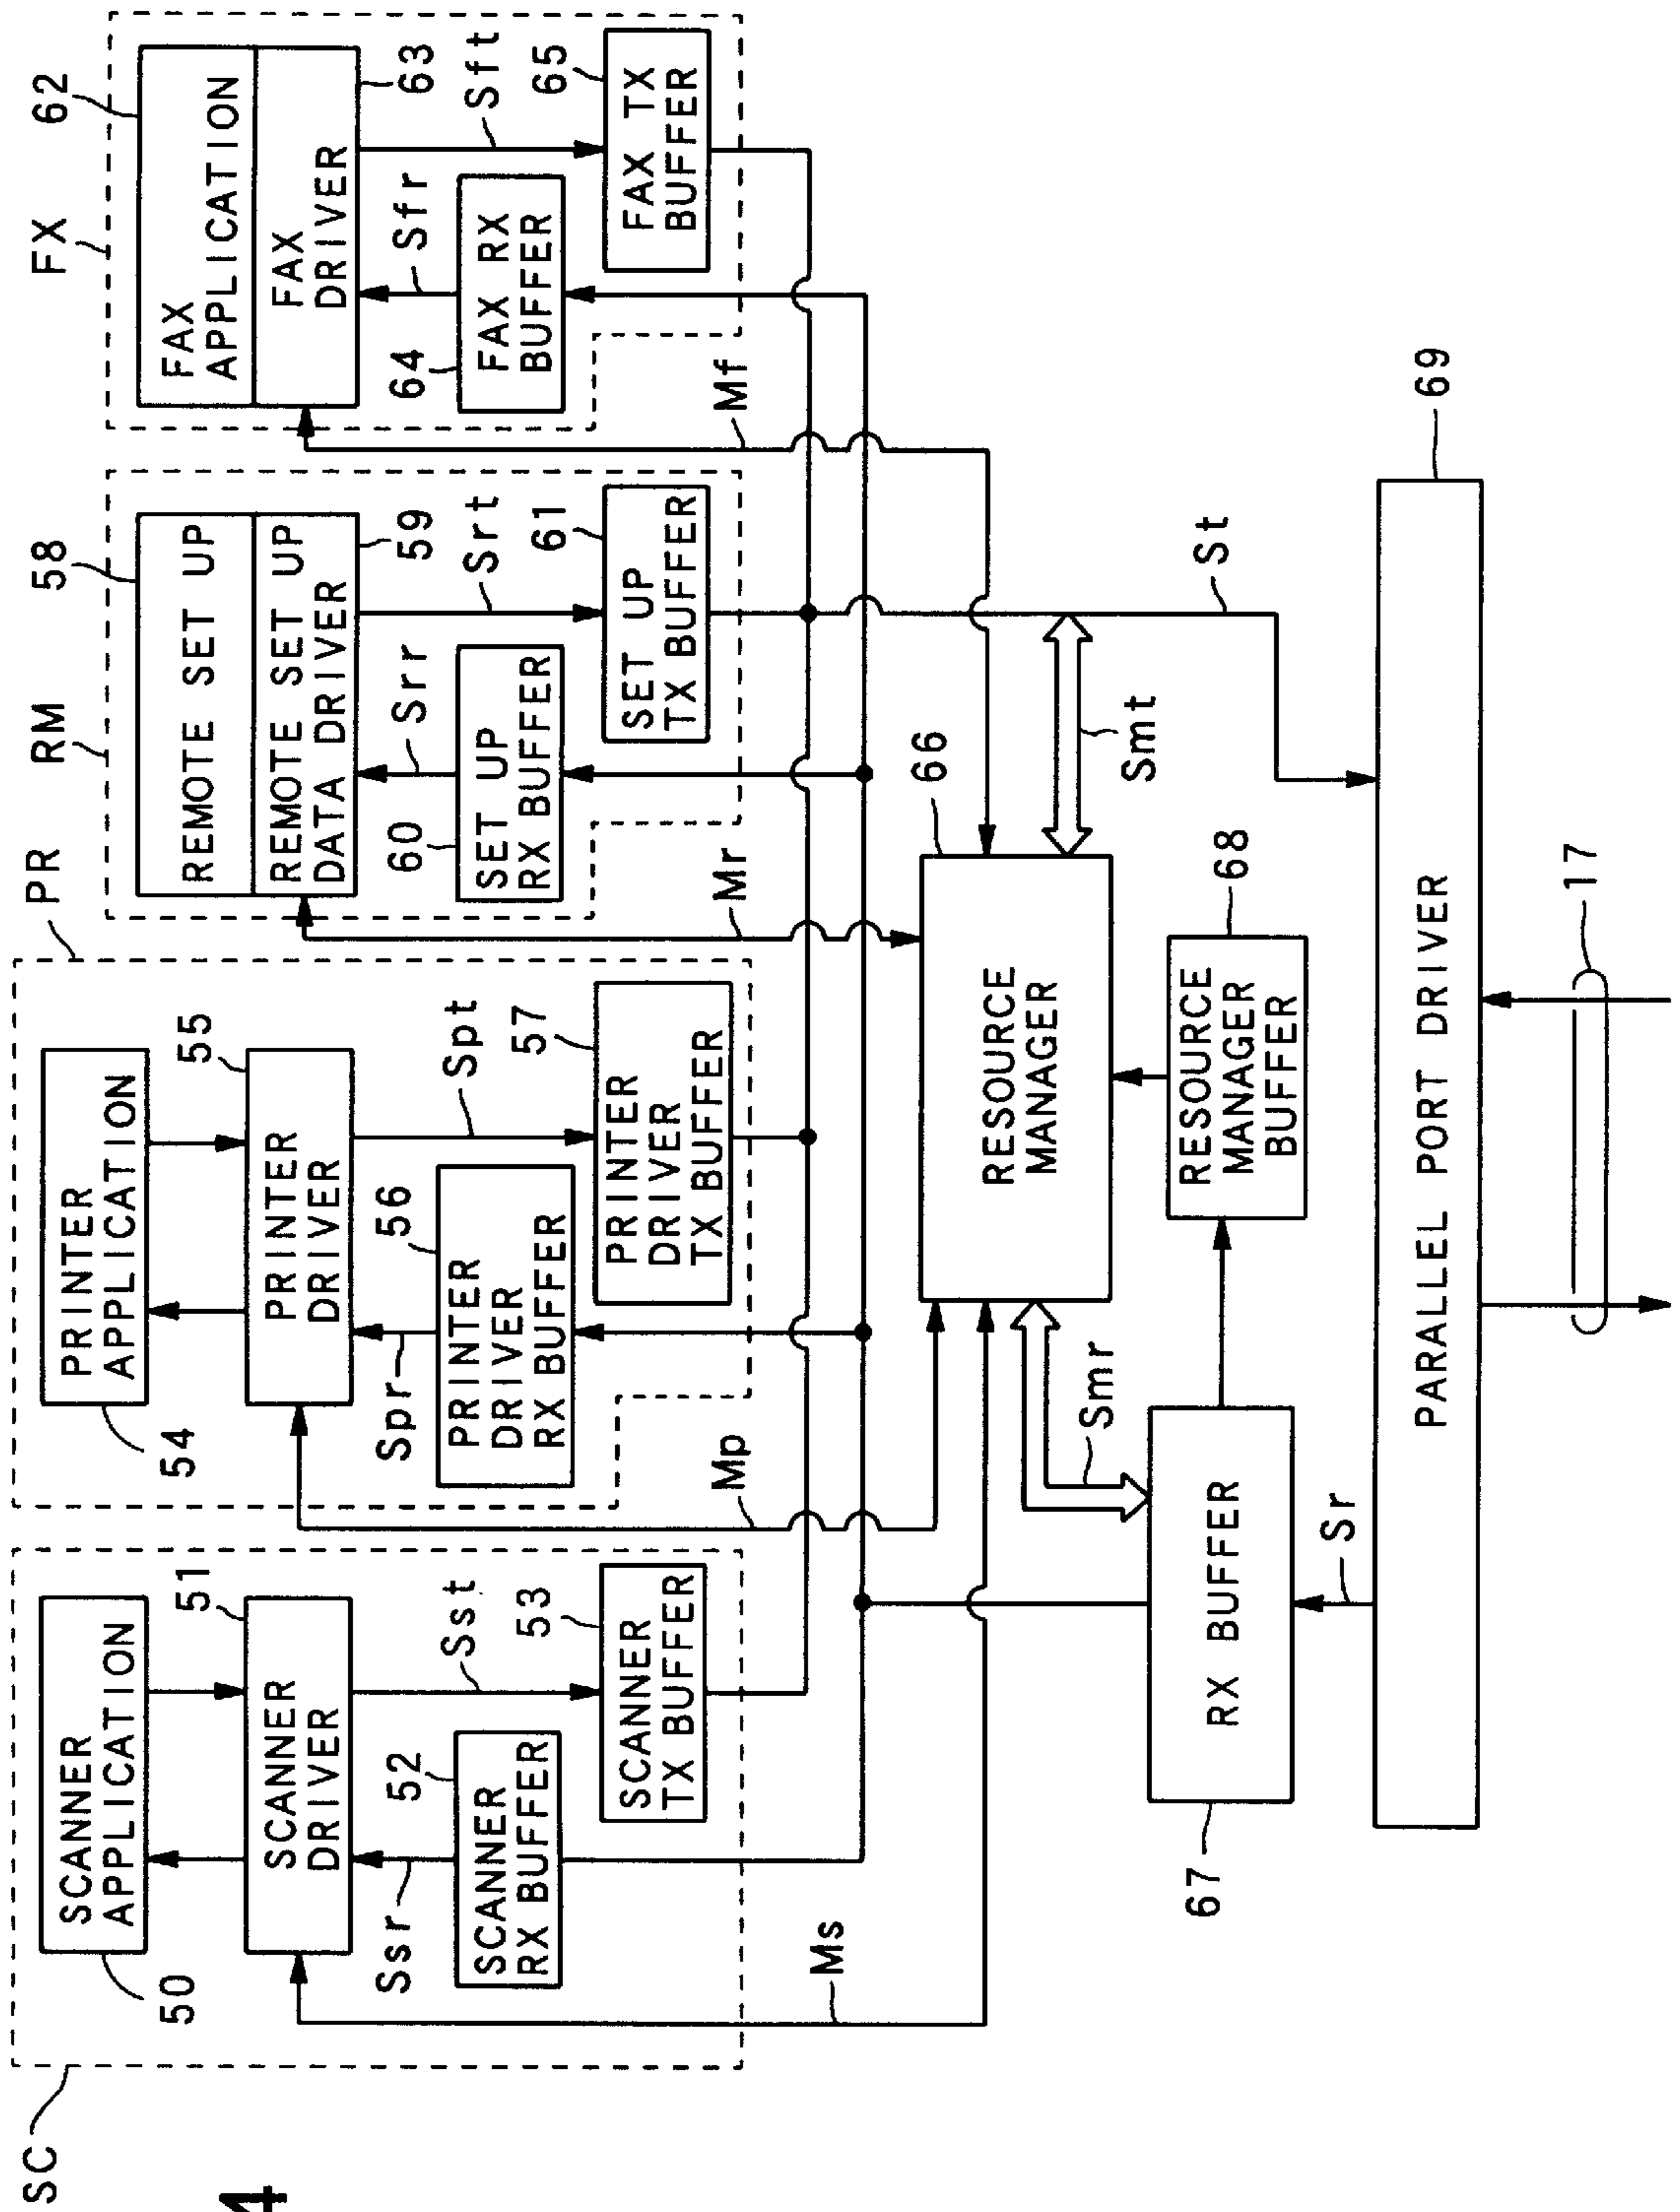 SC
50
SCANNER
APPLICATION
51
SCANNER
DRIVER
Ssr
Sst
52
SCANNER
RX BUFFER
53
SCANNER
TX BUFFER
Ms
PR
54
PRINTER
APPLICATION
55
PRINTER
DRIVER
Spr
Spt
56
PRINTER
DRIVER
RX BUFFER
57
PRINTER
DRIVER
TX BUFFER
Mp
RM
58
REMOTE SET UP
REMOTE SET UP
DATA DRIVER
59
Srr
Srt
60
SET UP
RX BUFFER
61
SET UP
TX BUFFER
Mr
FX
62
FAX
APPLICATION
FAX
DRIVER
63
Sfr
Sft
64
FAX RX
BUFFER
65
FAX TX
BUFFER
Mf
66
RESOURCE
MANAGER
Smr
Smt
St
67
RX BUFFER
68
RESOURCE
MANAGER
BUFFER
Sr
69
PARALLEL PORT DRIVER
17
4